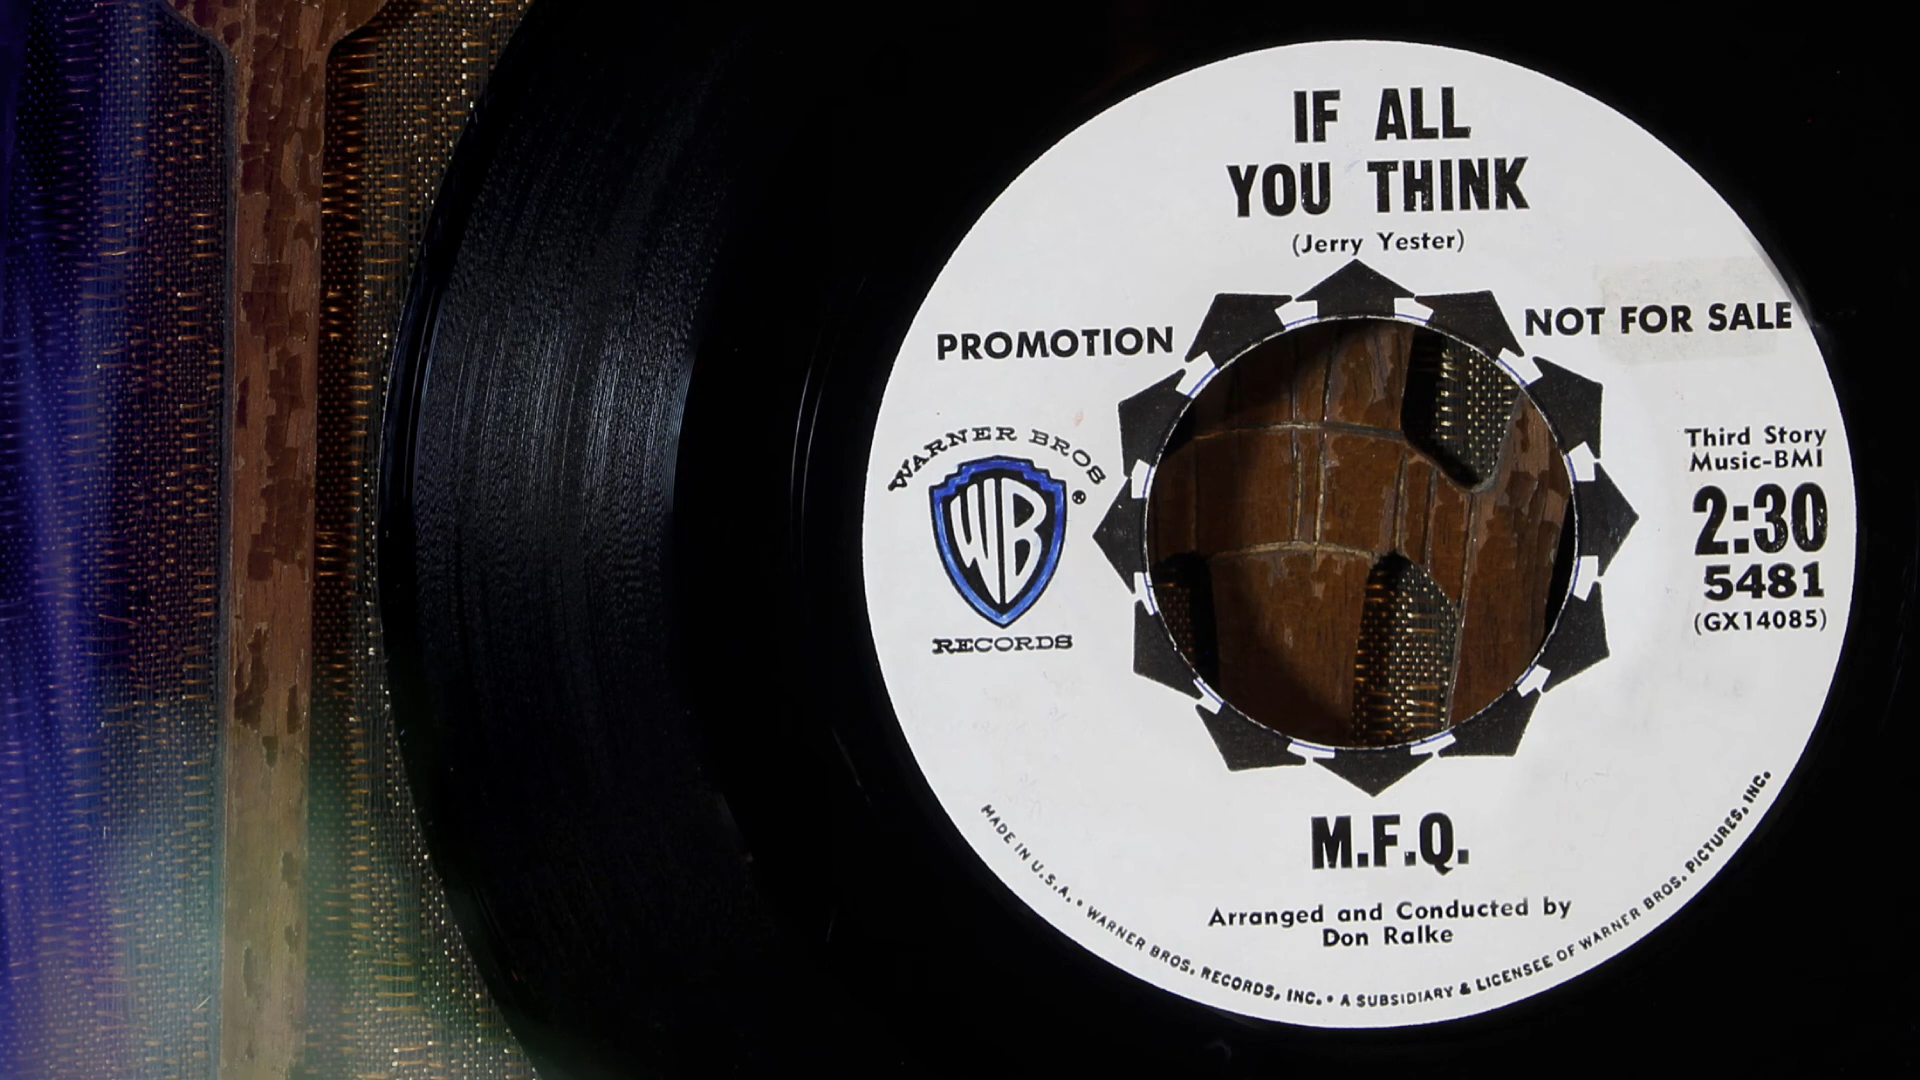 IF ALL
YOU THINK
(Jerry Yester)
PROMOTION
NOT FOR SALE
WARNER BROS
WB
®
RECORDS
Third Story
Music-BMI
2:30
5481
(GX14085)
M.F.Q.
Arranged and Conducted by
Don Ralke
MADE IN U.S.A. • WARNER BROS. RECORDS, INC. • A SUBSIDIARY & LICENSEE OF WARNER BROS. PICTURES, INC.